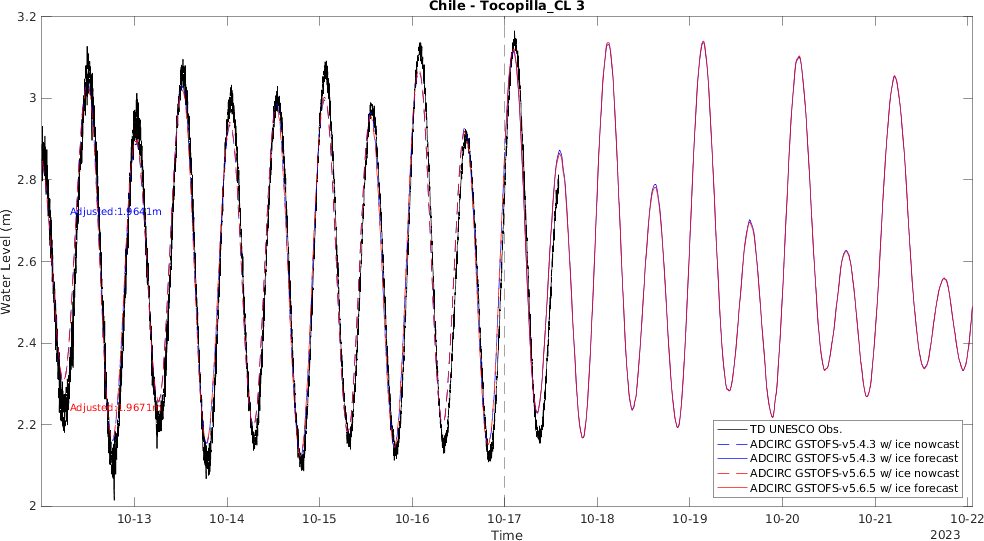 Chile - Tocopilla_CL 3
3.2
3
2.8
2.6
2.4
2.2
2
Water Level (m)
Adjusted:1.9641m
Adjusted:1.9671m
TD UNESCO Obs.
ADCIRC GSTOFS-v5.4.3 w/ ice nowcast
ADCIRC GSTOFS-v5.4.3 w/ ice forecast
ADCIRC GSTOFS-v5.6.5 w/ ice nowcast
ADCIRC GSTOFS-v5.6.5 w/ ice forecast
10-13 10-14 10-15 10-16 10-17 10-18 10-19 10-20 10-21 10-22
Time
2023